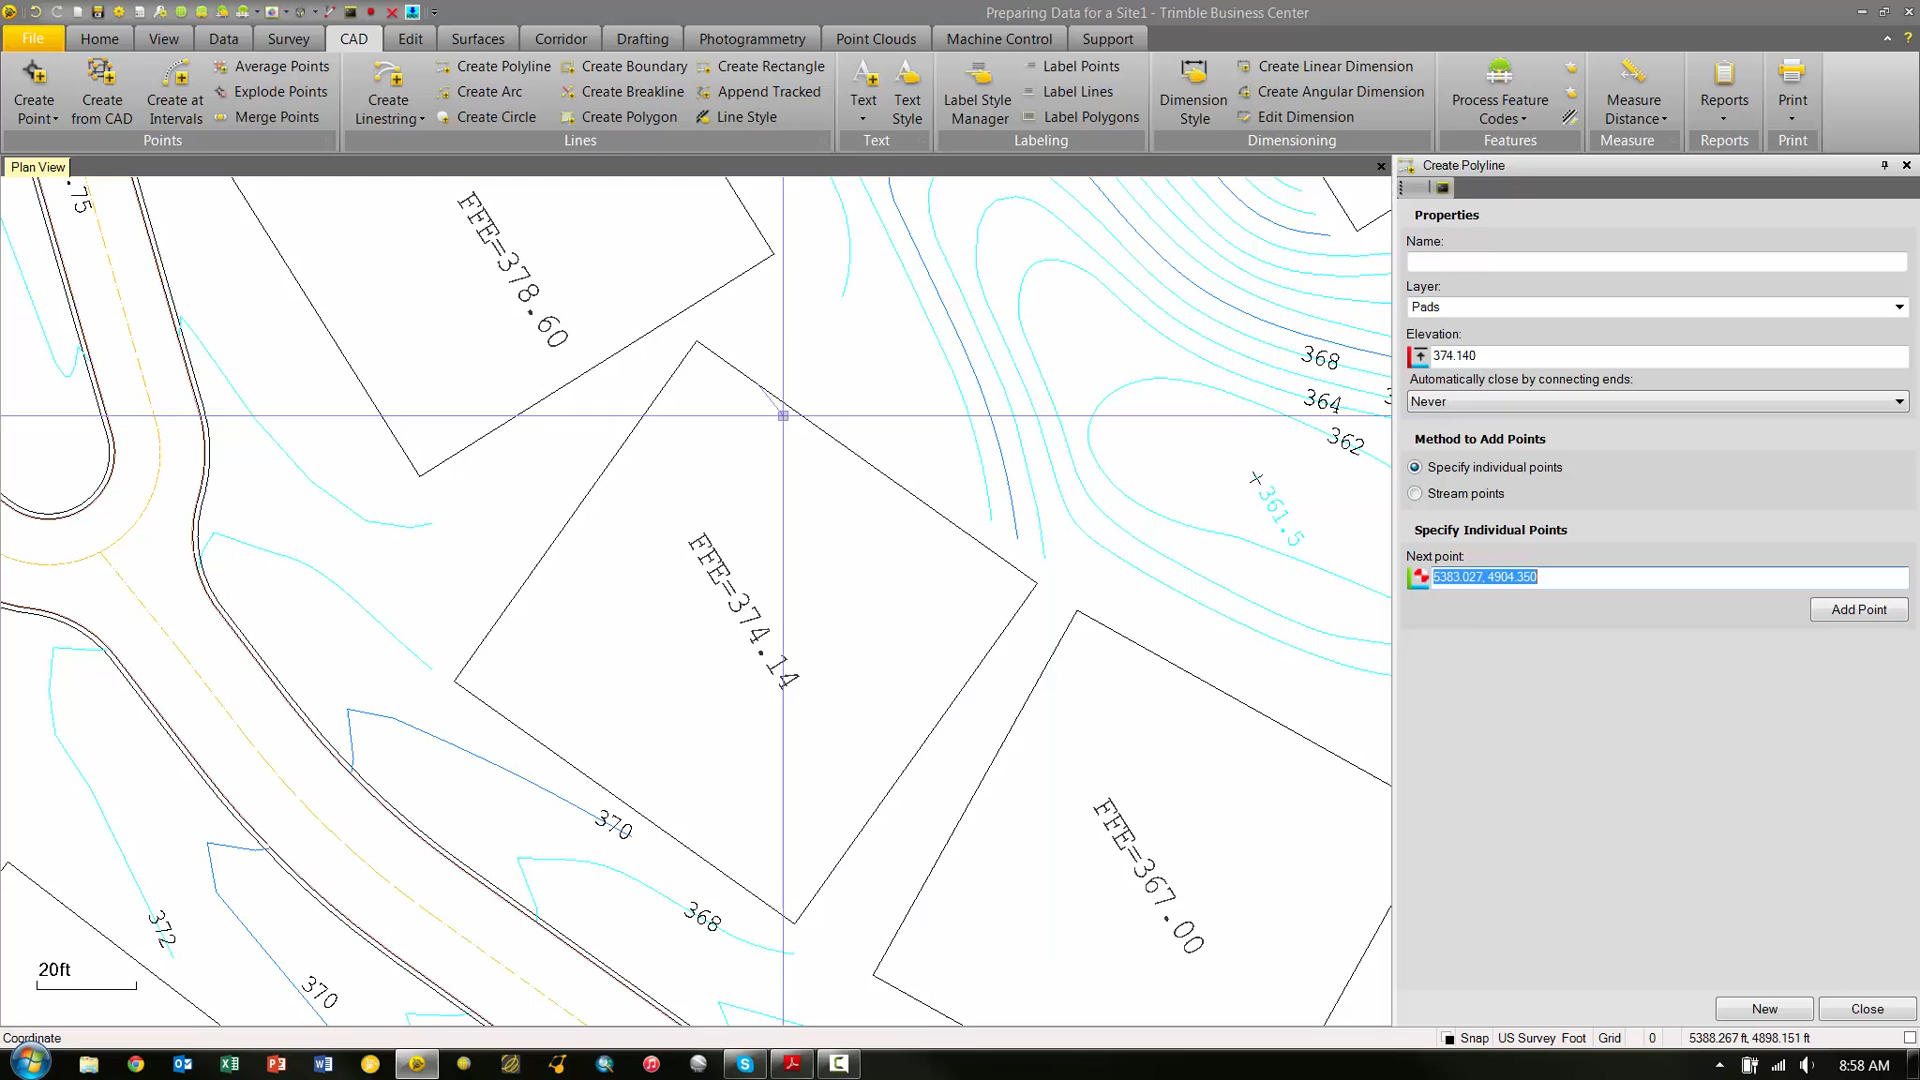 Preparing Data for a Site1 - Trimble Business Center
File Home View Data Survey CAD Edit Surfaces Corridor Drafting Photogrammetry Point Clouds Machine Control Support
Create Point
Create from CAD
Create at Intervals
Average Points
Explode Points
Merge Points
Points
Create Linestring
Create Polyline
Create Arc
Create Circle
Create Boundary
Create Breakline
Create Polygon
Create Rectangle
Append Tracked
Line Style
Lines
Text
Text Style
Text
Label Style Manager
Label Points
Label Lines
Label Polygons
Labeling
Dimension Style
Create Linear Dimension
Create Angular Dimension
Edit Dimension
Dimensioning
Process Feature Codes
Features
Measure Distance
Measure
Reports
Reports
Print
Print
Plan View
.75
FFE=378.60
368
364
362
361.5
FFE=374.14
370
FFE=367.00
368
372
370
20ft
Create Polyline
Properties
Name:
Layer:
Pads
Elevation:
374.140
Automatically close by connecting ends:
Never
Method to Add Points
Specify individual points
Stream points
Specify Individual Points
Next point:
5383.027, 4904.350
Add Point
New Close
Coordinate
Snap US Survey Foot Grid 0 5388.267 ft, 4898.151 ft
8:58 AM